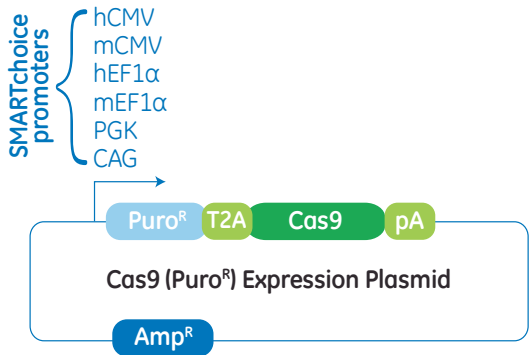 SMARTchoice
promoters
hCMV
mCMV
hEF1α
mEF1α
PGK
CAG
Puroᴿ T2A Cas9 pA
Cas9 (Puroᴿ) Expression Plasmid
Ampᴿ